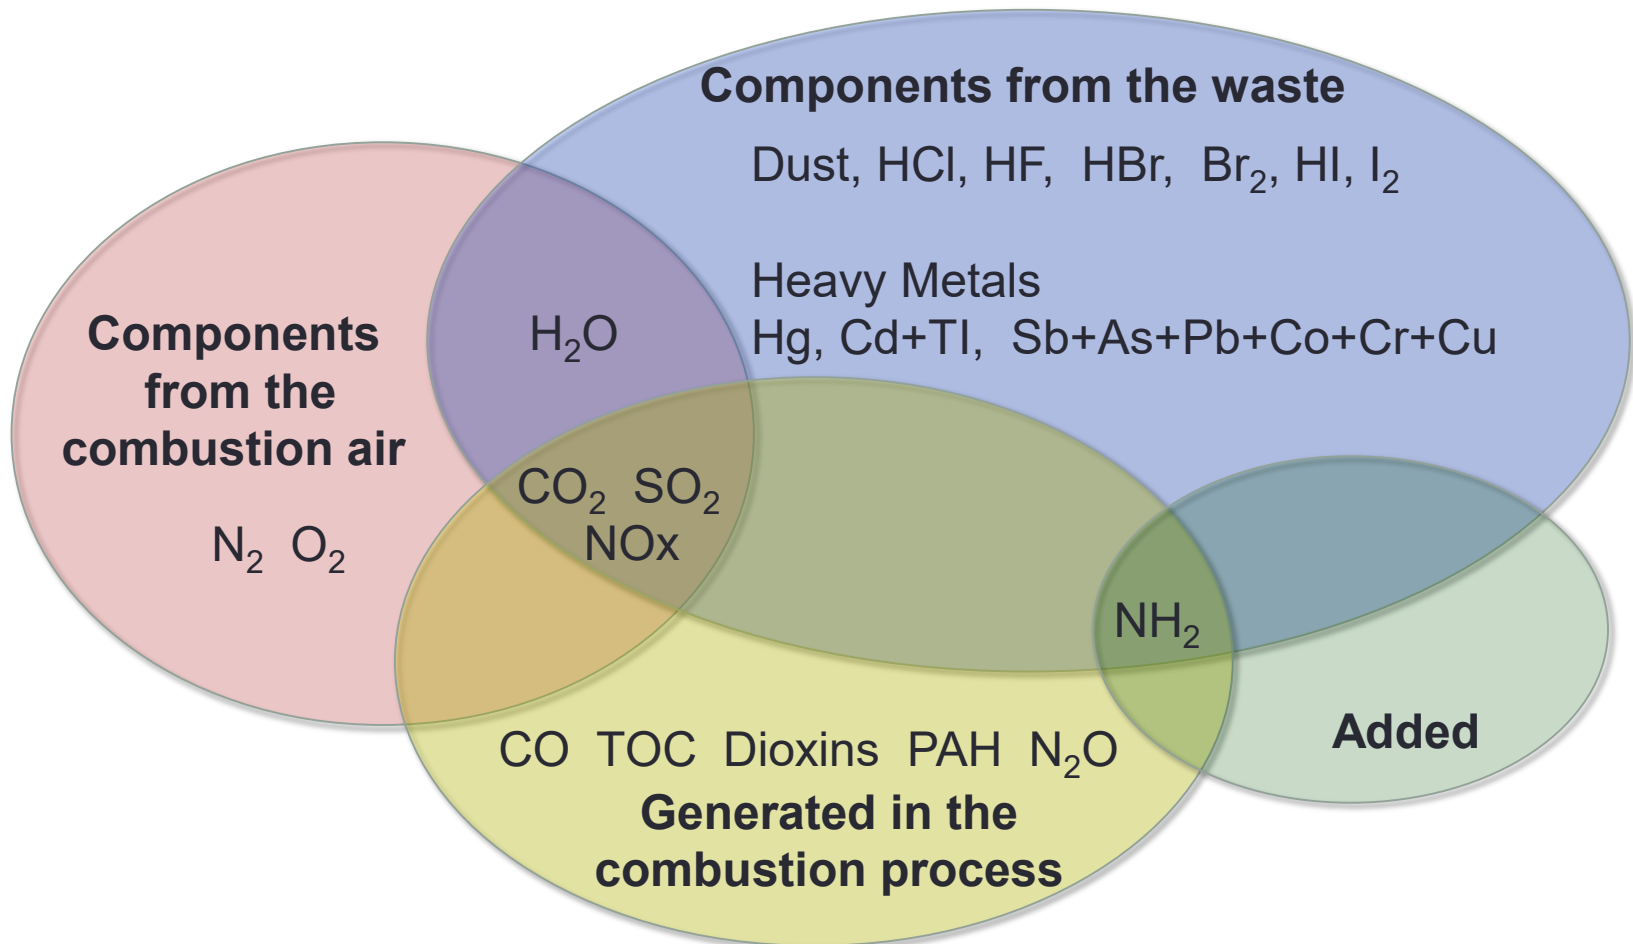 Components from the waste
Dust, HCl, HF, HBr, Br₂, HI, I₂
Heavy Metals
Hg, Cd+Tl, Sb+As+Pb+Co+Cr+Cu
Components
from the
combustion air
H₂O
N₂ O₂
CO₂ SO₂
NOx
NH₂
Added
CO TOC Dioxins PAH N₂O
Generated in the
combustion process